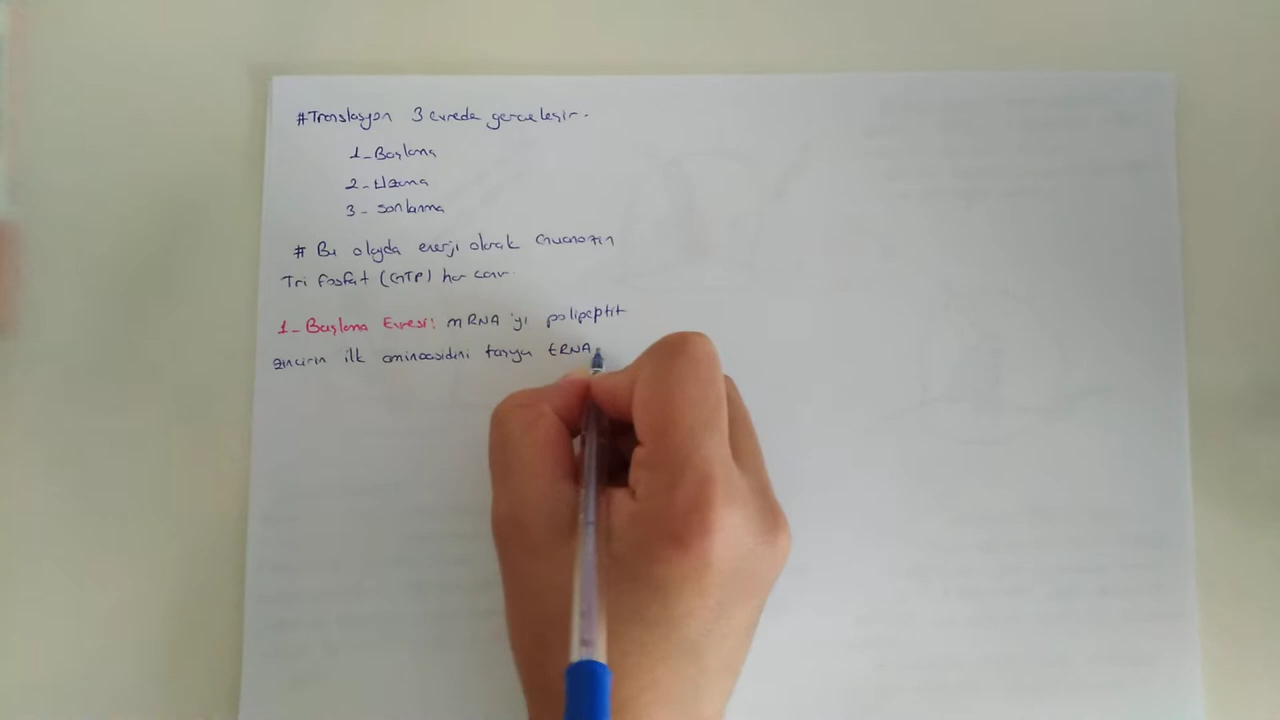 #Translasyon 3 evrede gerçekleşir.
1-Başlama
2-Uzama
3- Sonlanma
# Bu olayda enerji olarak Guanozin
Tri fosfat (GTP) harcanır.
1-Başlama Evresi: mRNA'yı polipeptit
zincirin ilk aminoasidini taşıyan tRNA